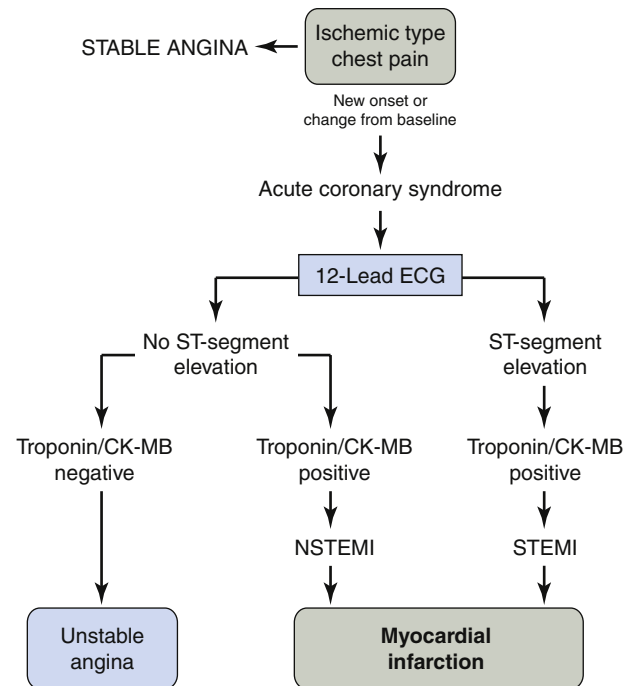 STABLE ANGINA
Ischemic type
chest pain
New onset or
change from baseline
Acute coronary syndrome
12-Lead ECG
No ST-segment
elevation
ST-segment
elevation
Troponin/CK-MB
negative
Troponin/CK-MB
positive
Troponin/CK-MB
positive
NSTEMI
STEMI
Unstable
angina
Myocardial
infarction